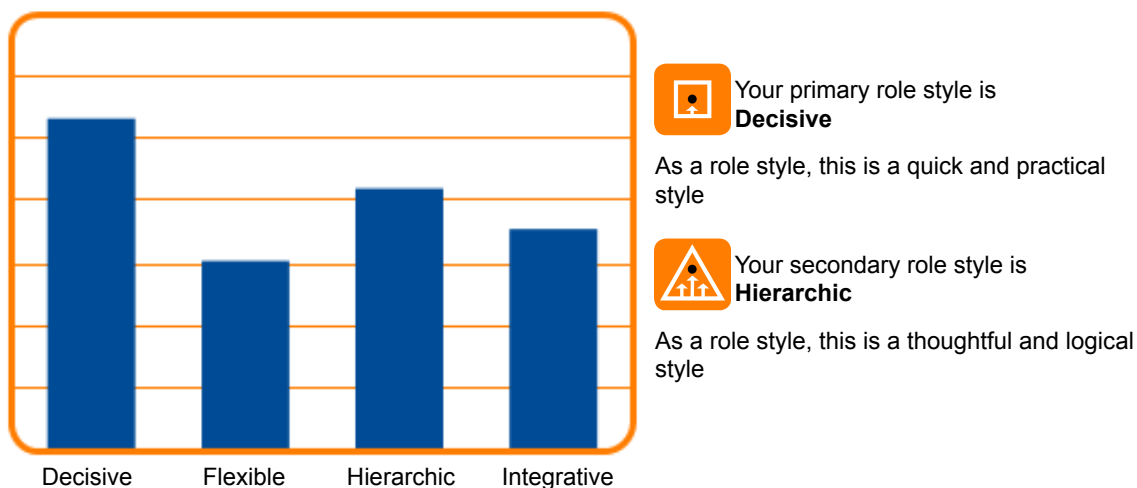 Your primary role style is
Decisive
As a role style, this is a quick and practical
style
Your secondary role style is
Hierarchic
As a role style, this is a thoughtful and logical
style
Decisive Flexible Hierarchic Integrative